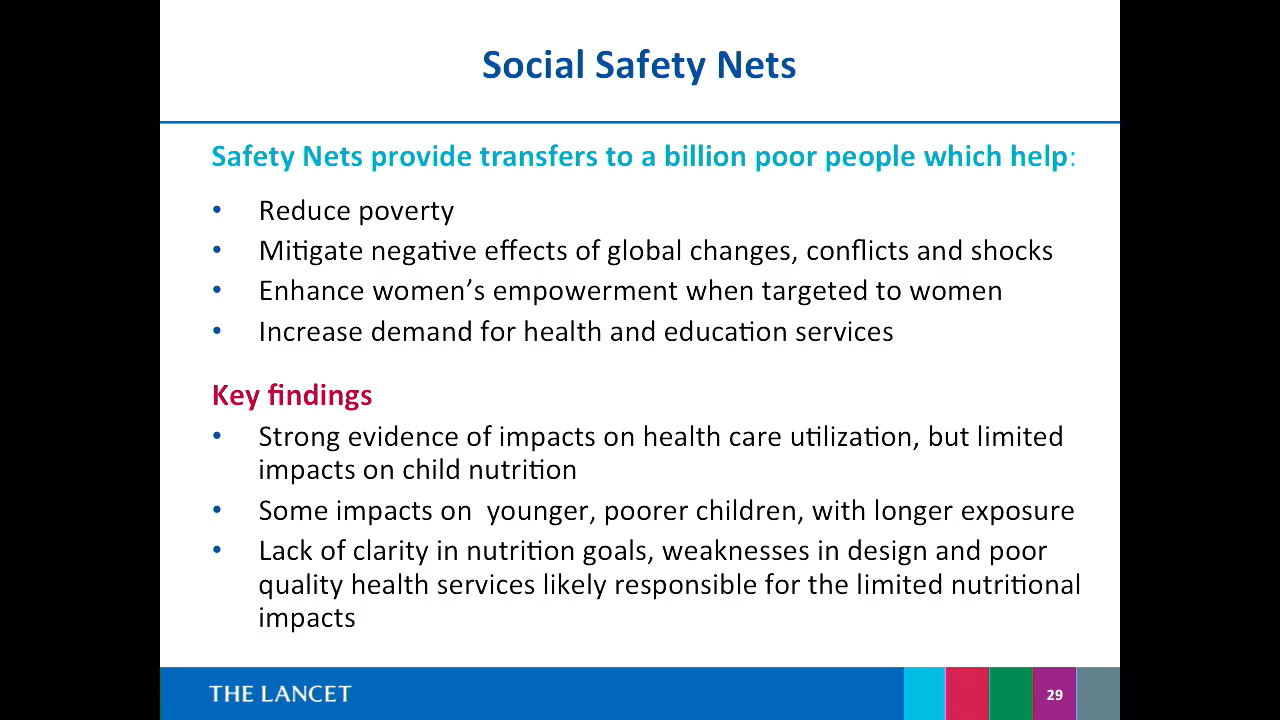 Social Safety Nets
Safety Nets provide transfers to a billion poor people which help:
• Reduce poverty
• Mitigate negative effects of global changes, conflicts and shocks
• Enhance women’s empowerment when targeted to women
• Increase demand for health and education services
Key findings
• Strong evidence of impacts on health care utilization, but limited
impacts on child nutrition
• Some impacts on  younger, poorer children, with longer exposure
• Lack of clarity in nutrition goals, weaknesses in design and poor
quality health services likely responsible for the limited nutritional
impacts
THE LANCET
29